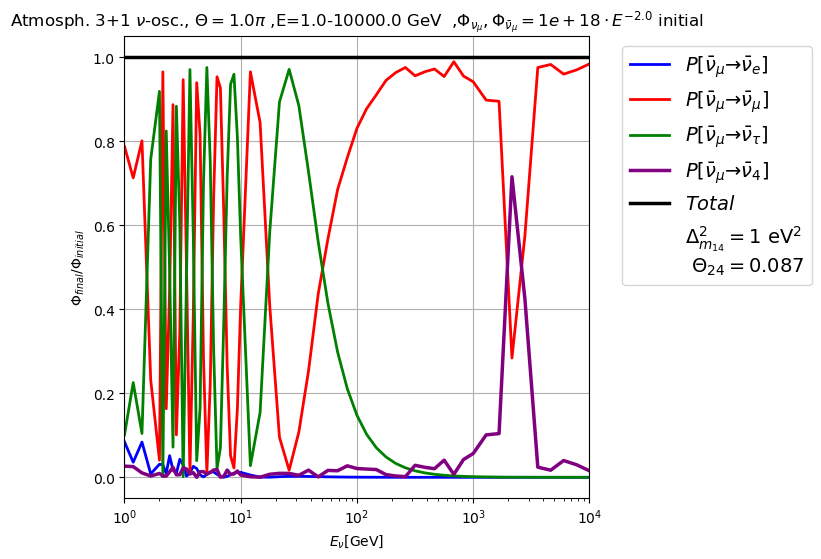 Atmosph. 3+1 ν-osc., Θ = 1.0π ,E=1.0-10000.0 GeV ,Φ_{ν_μ}, Φ_{ν̄_μ} = 1e + 18 · E^{−2.0} initial
1.0
0.8
0.6
0.4
0.2
0.0
Φ_{final}/Φ_{initial}
10^0
10^1
10^2
10^3
10^4
E_ν[GeV]
P[ν̄_μ→ν̄_e]
P[ν̄_μ→ν̄_μ]
P[ν̄_μ→ν̄_τ]
P[ν̄_μ→ν̄_4]
Total
Δ^2_{m_{14}} = 1 eV^2
Θ_{24} = 0.087